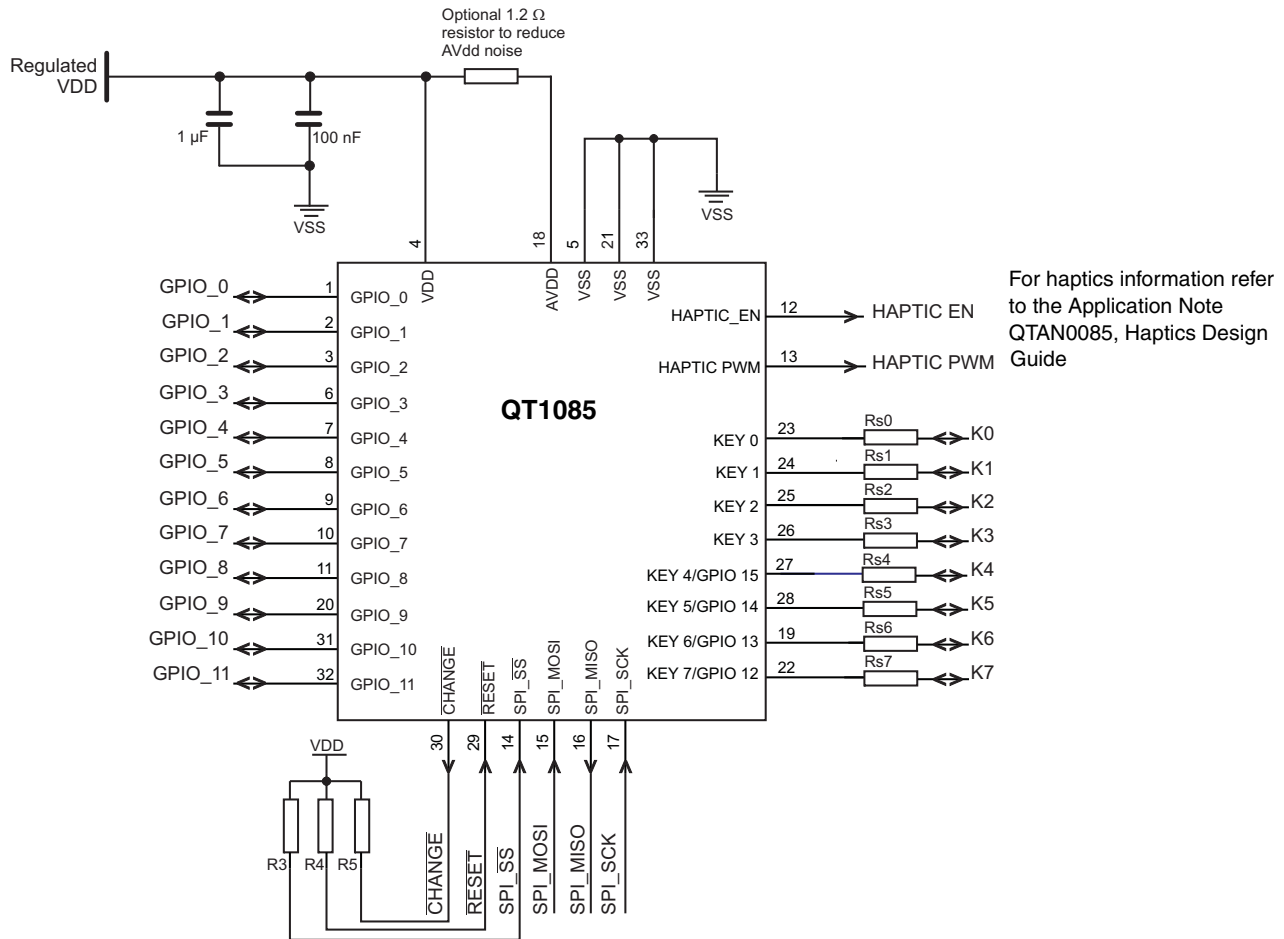 Optional 1.2 Ω
resistor to reduce
AVdd noise
Regulated
VDD
1 µF
100 nF
VSS
VSS
4
18
5
21
33
VDD
AVDD
VSS
VSS
VSS
GPIO_0 1 GPIO_0
GPIO_1 2 GPIO_1
GPIO_2 3 GPIO_2
GPIO_3 6 GPIO_3
GPIO_4 7 GPIO_4
GPIO_5 8 GPIO_5
GPIO_6 9 GPIO_6
GPIO_7 10 GPIO_7
GPIO_8 11 GPIO_8
GPIO_9 20 GPIO_9
GPIO_10 31 GPIO_10
GPIO_11 32 GPIO_11
QT1085
HAPTIC_EN 12 HAPTIC EN
HAPTIC PWM 13 HAPTIC PWM
For haptics information refer
to the Application Note
QTAN0085, Haptics Design
Guide
KEY 0 23 Rs0 K0
KEY 1 24 Rs1 K1
KEY 2 25 Rs2 K2
KEY 3 26 Rs3 K3
KEY 4/GPIO 15 27 Rs4 K4
KEY 5/GPIO 14 28 Rs5 K5
KEY 6/GPIO 13 19 Rs6 K6
KEY 7/GPIO 12 22 Rs7 K7
CHANGE
RESET
SPI_SS
SPI_MOSI
SPI_MISO
SPI_SCK
30
29
14
15
16
17
VDD
R3
R4
R5
CHANGE
RESET
SPI_SS
SPI_MOSI
SPI_MISO
SPI_SCK